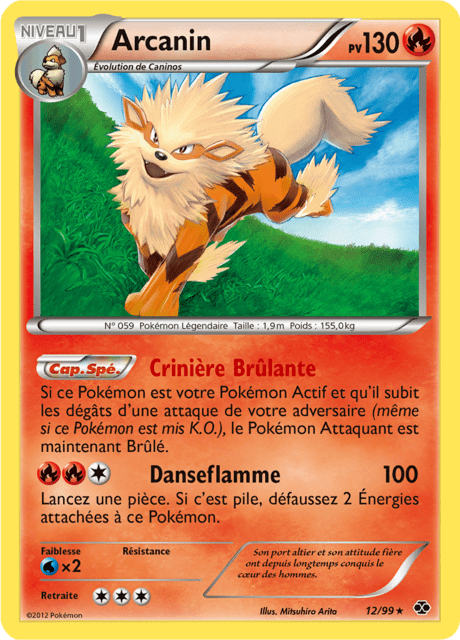 NIVEAU 1
Arcanin
PV 130
Évolution de Caninos
N° 059 Pokémon Légendaire Taille : 1,9m Poids : 155,0kg
Cap. Spé. Crinière Brûlante
Si ce Pokémon est votre Pokémon Actif et qu'il subit
les dégâts d'une attaque de votre adversaire (même
si ce Pokémon est mis K.O.), le Pokémon Attaquant est
maintenant Brûlé.
Danseflamme 100
Lancez une pièce. Si c'est pile, défaussez 2 Énergies
attachées à ce Pokémon.
Faiblesse Résistance
×2
Retraite
Son port altier et son attitude fière
ont depuis longtemps conquis le
cœur des hommes.
©2012 Pokémon
Illus. Mitsuhiro Arita
12/99 ★